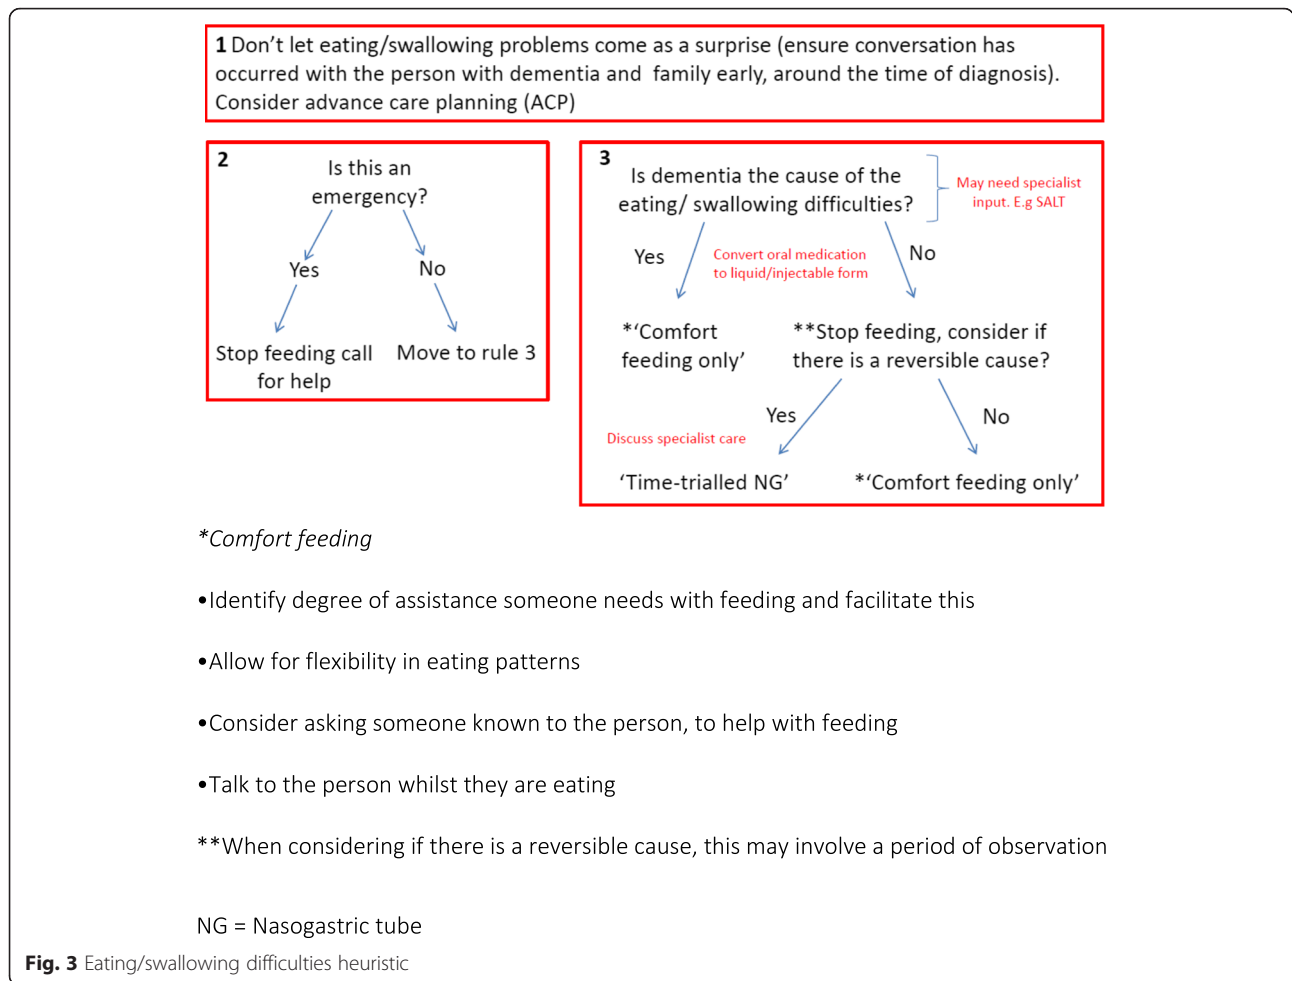 1 Don’t let eating/swallowing problems come as a surprise (ensure conversation has
occurred with the person with dementia and family early, around the time of diagnosis).
Consider advance care planning (ACP)
2
Is this an
emergency?
Yes
No
Stop feeding call
for help
Move to rule 3
3
Is dementia the cause of the
eating/ swallowing difficulties?
May need specialist
input. E.g SALT
Yes
Convert oral medication
to liquid/injectable form
No
*‘Comfort
feeding only’
**Stop feeding, consider if
there is a reversible cause?
Yes
No
Discuss specialist care
‘Time-trialled NG’
*‘Comfort feeding only’
*Comfort feeding
•Identify degree of assistance someone needs with feeding and facilitate this
•Allow for flexibility in eating patterns
•Consider asking someone known to the person, to help with feeding
•Talk to the person whilst they are eating
**When considering if there is a reversible cause, this may involve a period of observation
NG = Nasogastric tube
Fig. 3 Eating/swallowing difficulties heuristic